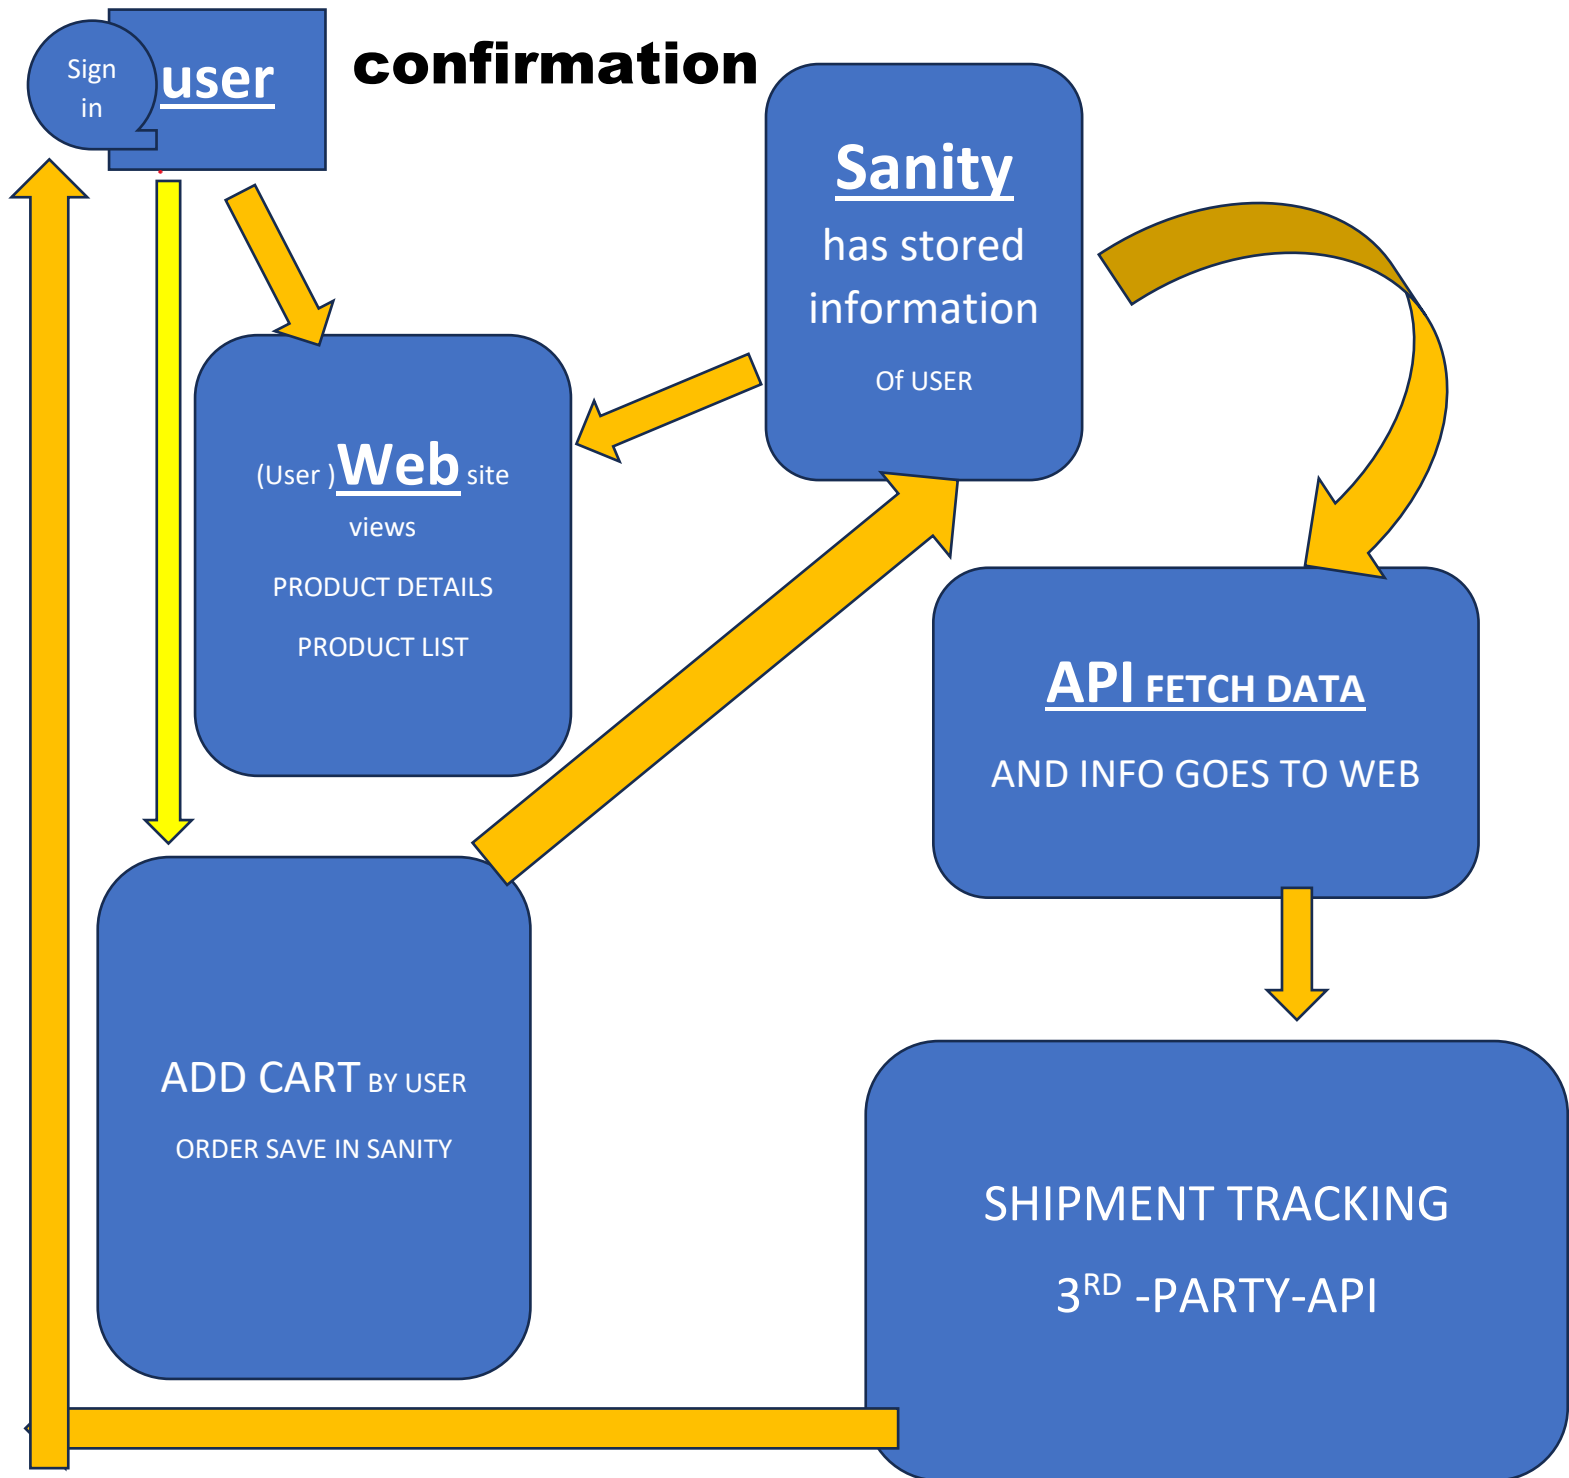 Sign
in
user
confirmation
Sanity
has stored
information
Of USER
(User )Web site
views
PRODUCT DETAILS
PRODUCT LIST
API FETCH DATA
AND INFO GOES TO WEB
ADD CART BY USER
ORDER SAVE IN SANITY
SHIPMENT TRACKING
3RD -PARTY-API